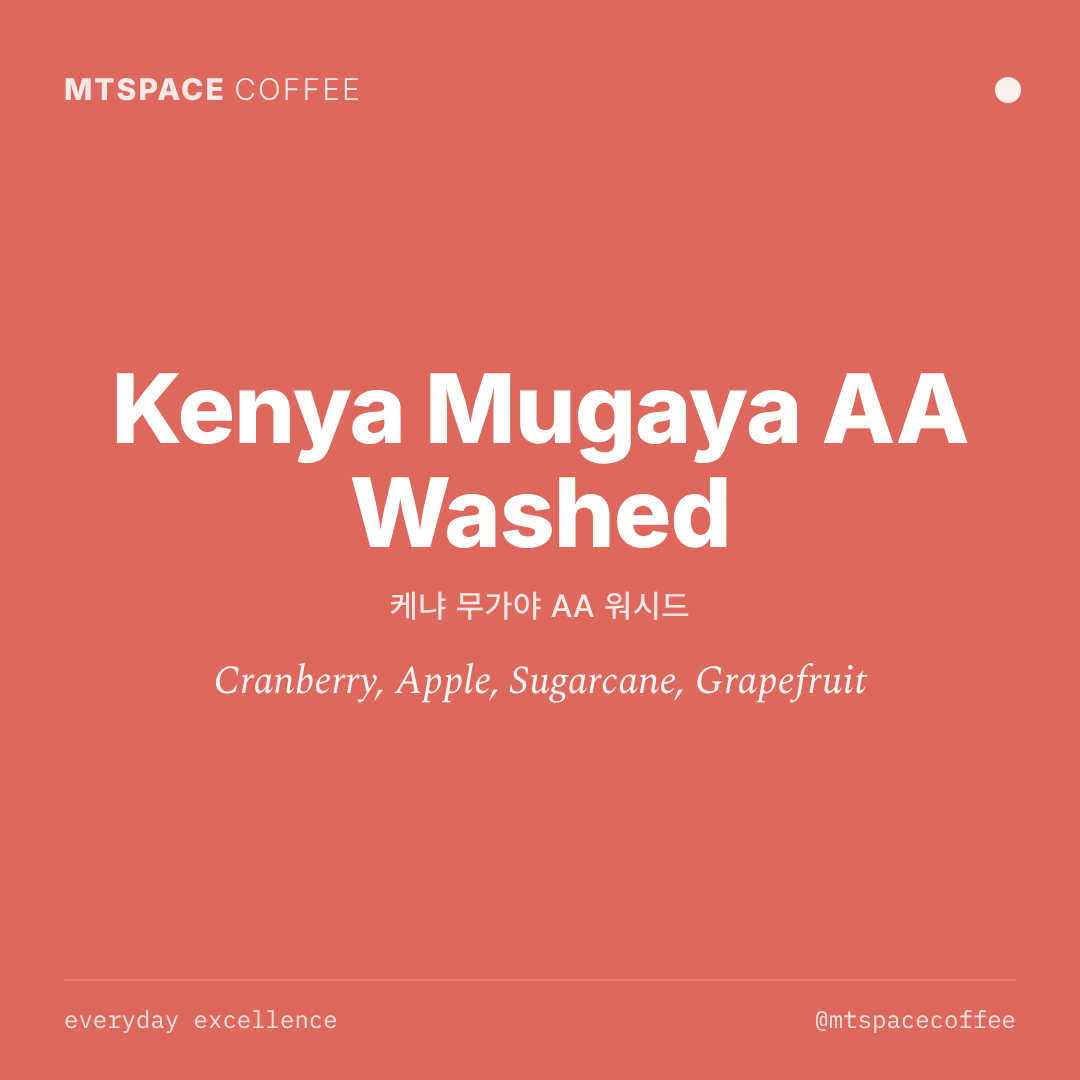 MTSPACE COFFEE
Kenya Mugaya AA
Washed
케냐 무가야 AA 워시드
Cranberry, Apple, Sugarcane, Grapefruit
everyday excellence
@mtspacecoffee